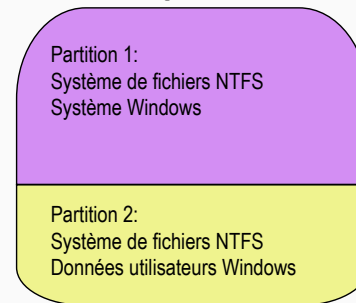 Partition 1:
Système de fichiers NTFS
Système Windows
Partition 2:
Système de fichiers NTFS
Données utilisateurs Windows